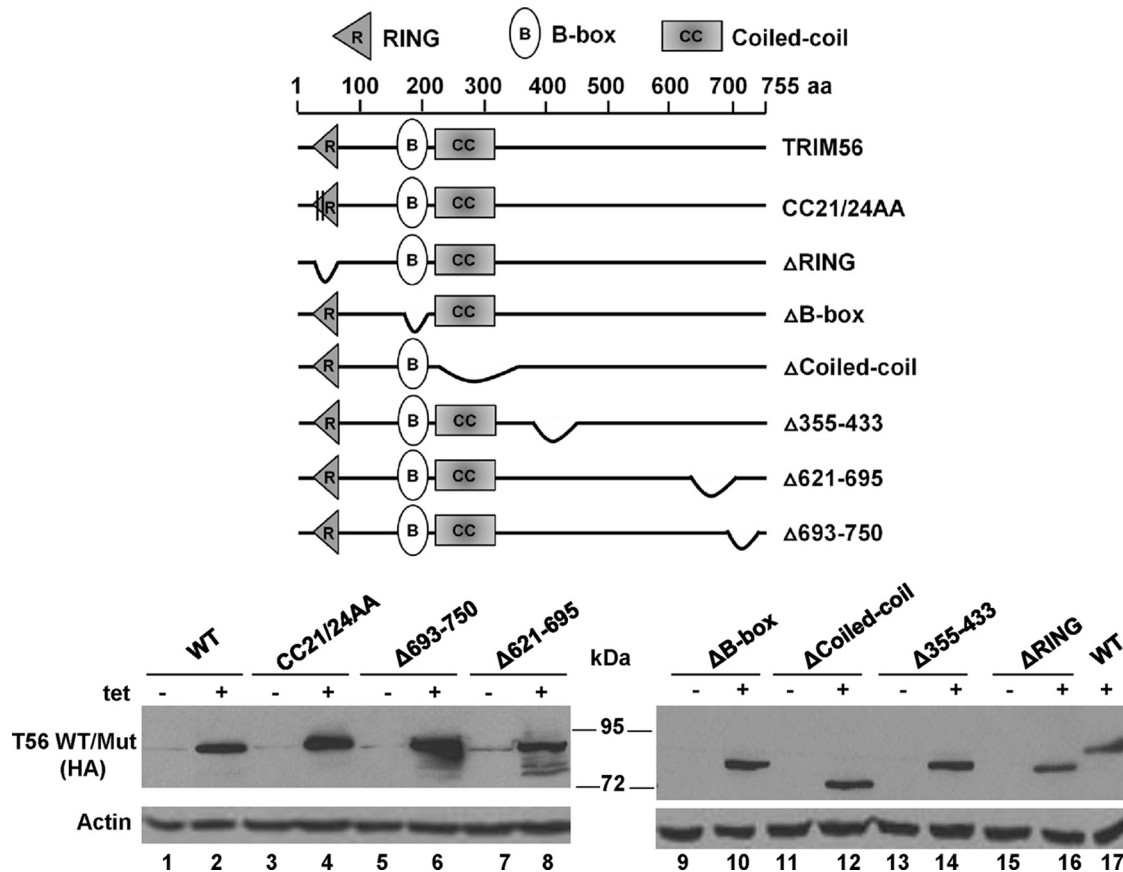 R RING B B-box CC Coiled-coil
1 100 200 300 400 500 600 700 755 aa
R B CC TRIM56
R B CC CC21/24AA
B CC ΔRING
R CC ΔB-box
R B ΔCoiled-coil
R B CC Δ355-433
R B CC Δ621-695
R B CC Δ693-750
WT CC21/24AA Δ693-750 Δ621-695 kDa ΔB-box ΔCoiled-coil Δ355-433 ΔRING WT
tet - + - + - + - + - + - + - + - + +
T56 WT/Mut
(HA)
95
72
Actin
1 2 3 4 5 6 7 8 9 10 11 12 13 14 15 16 17